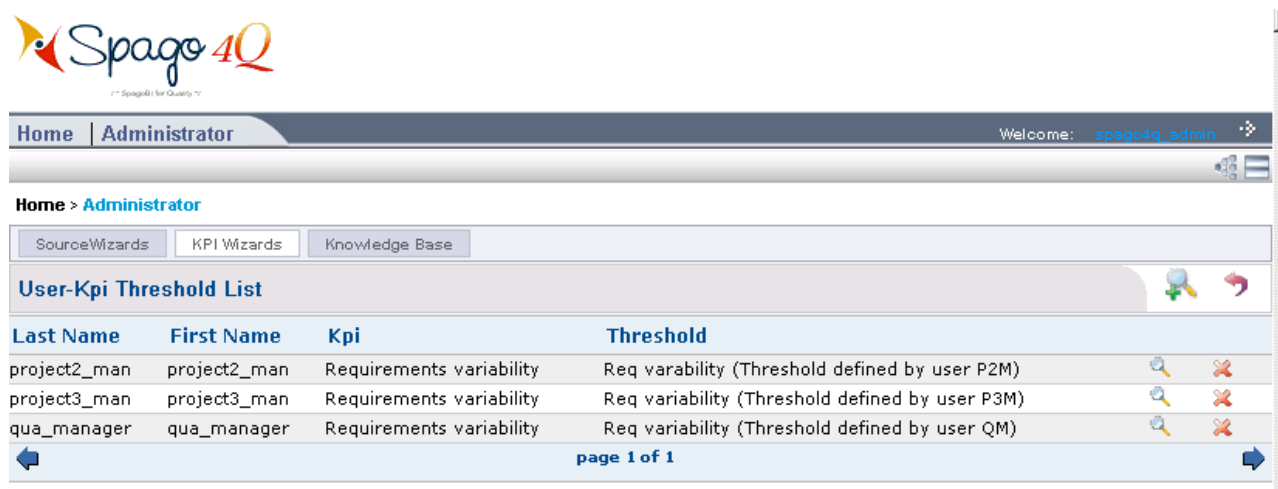 Spago 4Q
SpagoBI for Quality
Home | Administrator Welcome: spago4q_admin
Home > Administrator
SourceWizards KPI Wizards Knowledge Base
User-Kpi Threshold List
Last Name First Name Kpi Threshold
project2_man project2_man Requirements variability Req varability (Threshold defined by user P2M)
project3_man project3_man Requirements variability Req variability (Threshold defined by user P3M)
qua_manager qua_manager Requirements variability Req variability (Threshold defined by user QM)
page 1 of 1